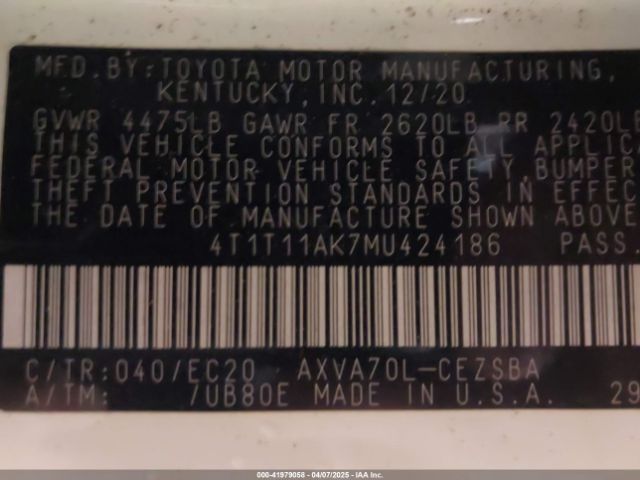 MFD. BY: TOYOTA MOTOR MANUFACTURING,
KENTUCKY, INC. 12/20
GVWR 4475LB GAWR FR 2620LB RR 2420LB
THIS VEHICLE CONFORMS TO ALL APPLICA
FEDERAL MOTOR VEHICLE SAFETY, BUMPER
THEFT PREVENTION STANDARDS IN EFFEC
THE DATE OF MANUFACTURE SHOWN ABOVE
4T1T11AK7MU424186 PASS.
C/TR: 040/EC20 AXVA70L-CEZSBA
A/TM: /UB80E MADE IN U.S.A. 29
000-41979058 - 04/07/2025 - IAA Inc.